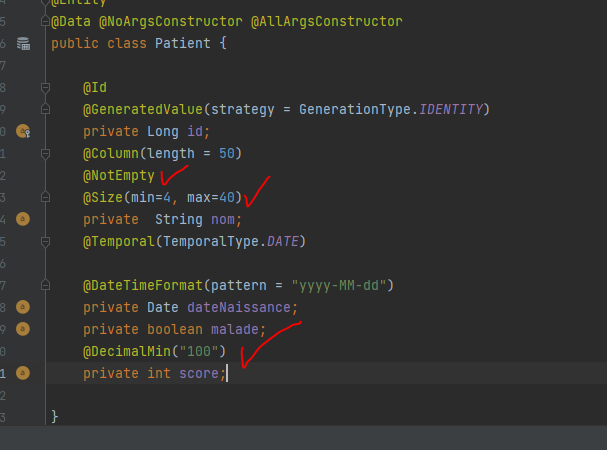 @Entity
5 @Data @NoArgsConstructor @AllArgsConstructor
6 public class Patient {
7
8 @Id
9 @GeneratedValue(strategy = GenerationType.IDENTITY)
0 private Long id;
1 @Column(length = 50)
2 @NotEmpty
3 @Size(min=4, max=40)
4 private  String nom;
5 @Temporal(TemporalType.DATE)
6
7 @DateTimeFormat(pattern = "yyyy-MM-dd")
8 private Date dateNaissance;
9 private boolean malade;
0 @DecimalMin("100")
1 private int score;
2
3 }